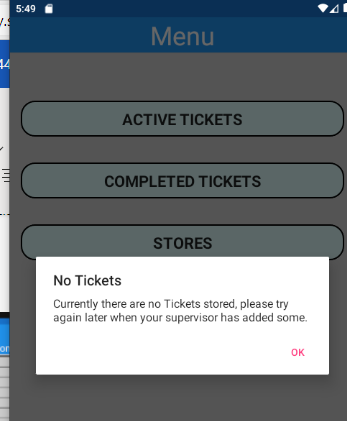 5:49
Menu
ACTIVE TICKETS
COMPLETED TICKETS
STORES
No Tickets
Currently there are no Tickets stored, please try
again later when your supervisor has added some.
OK